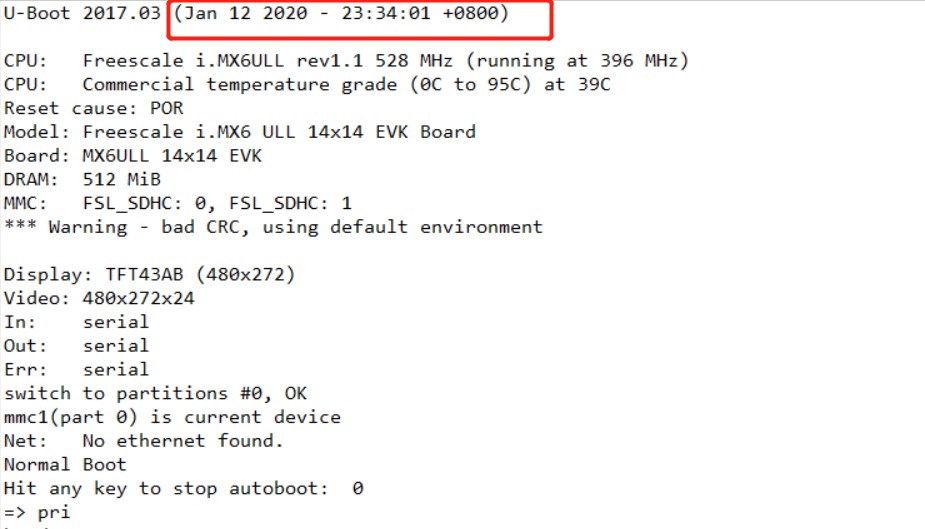 U-Boot 2017.03 (Jan 12 2020 - 23:34:01 +0800)
CPU:   Freescale i.MX6ULL rev1.1 528 MHz (running at 396 MHz)
CPU:   Commercial temperature grade (0C to 95C) at 39C
Reset cause: POR
Model: Freescale i.MX6 ULL 14x14 EVK Board
Board: MX6ULL 14x14 EVK
DRAM:  512 MiB
MMC:   FSL_SDHC: 0, FSL_SDHC: 1
*** Warning - bad CRC, using default environment
Display: TFT43AB (480x272)
Video: 480x272x24
In:    serial
Out:   serial
Err:   serial
switch to partitions #0, OK
mmc1(part 0) is current device
Net:   No ethernet found.
Normal Boot
Hit any key to stop autoboot:  0
=> pri